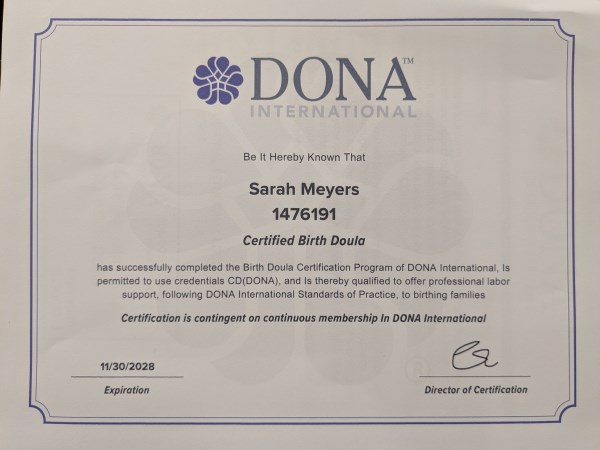 DONA™
INTERNATIONAL
Be It Hereby Known That
Sarah Meyers
1476191
Certified Birth Doula
has successfully completed the Birth Doula Certification Program of DONA International, Is
permitted to use credentials CD(DONA), and Is thereby qualified to offer professional labor
support, following DONA International Standards of Practice, to birthing families
Certification is contingent on continuous membership In DONA International
11/30/2028
Expiration
Director of Certification